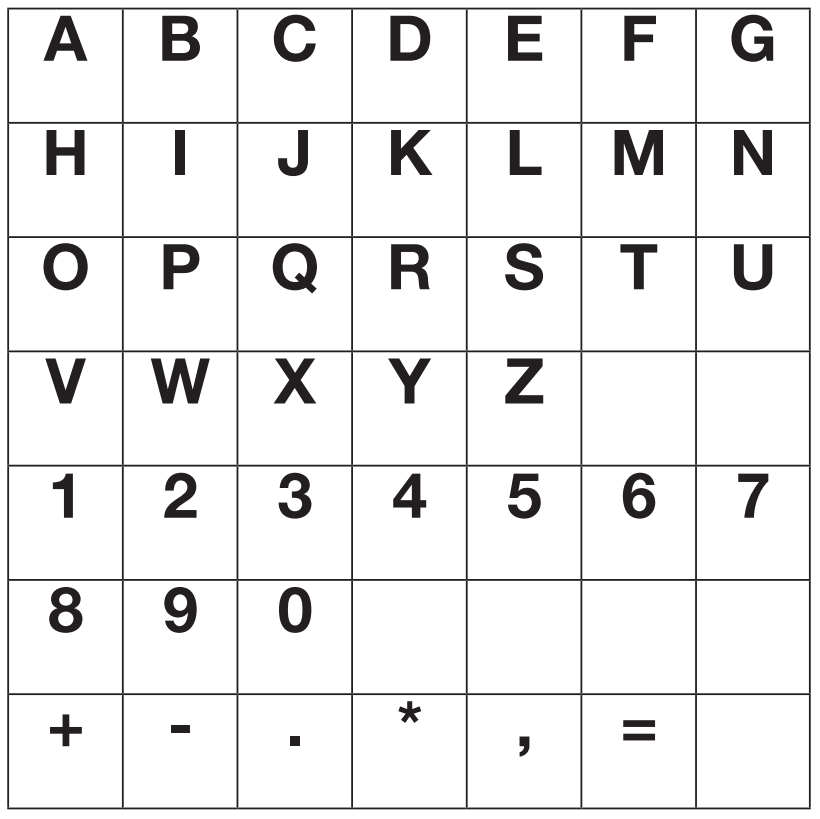 A B C D E F G
H I J K L M N
O P Q R S T U
V W X Y Z
1 2 3 4 5 6 7
8 9 0
+ - . * , =